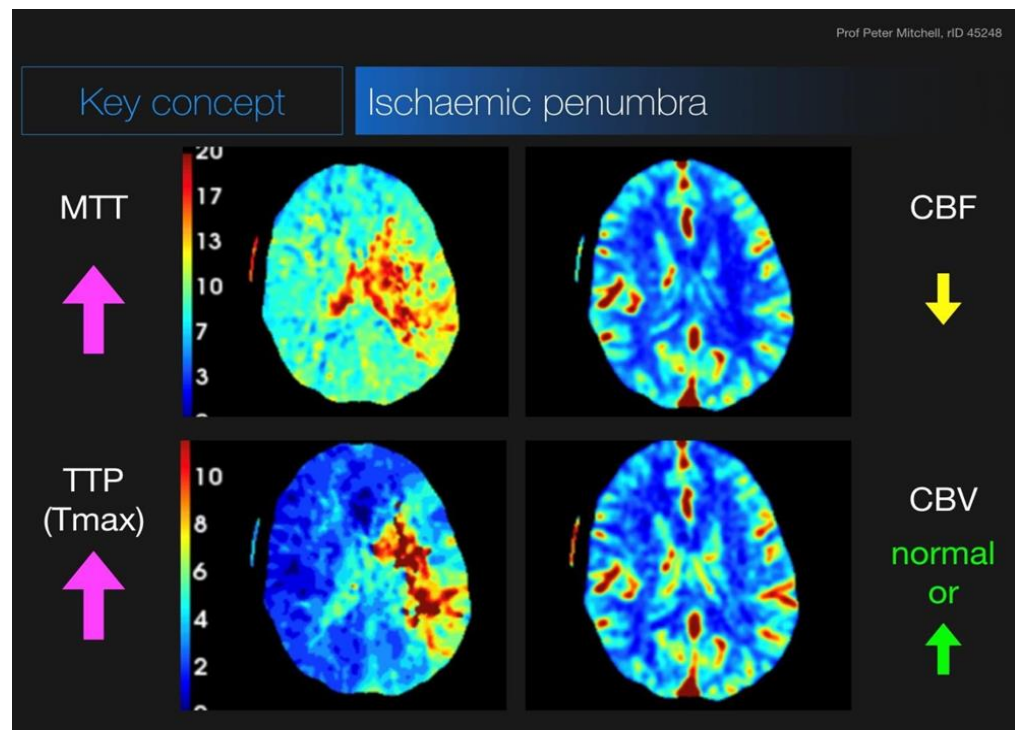 Prof Peter Mitchell, rID 45248
Key concept
Ischaemic penumbra
MTT
20
17
13
10
7
3
CBF
TTP
(Tmax)
10
8
6
4
2
CBV
normal
or